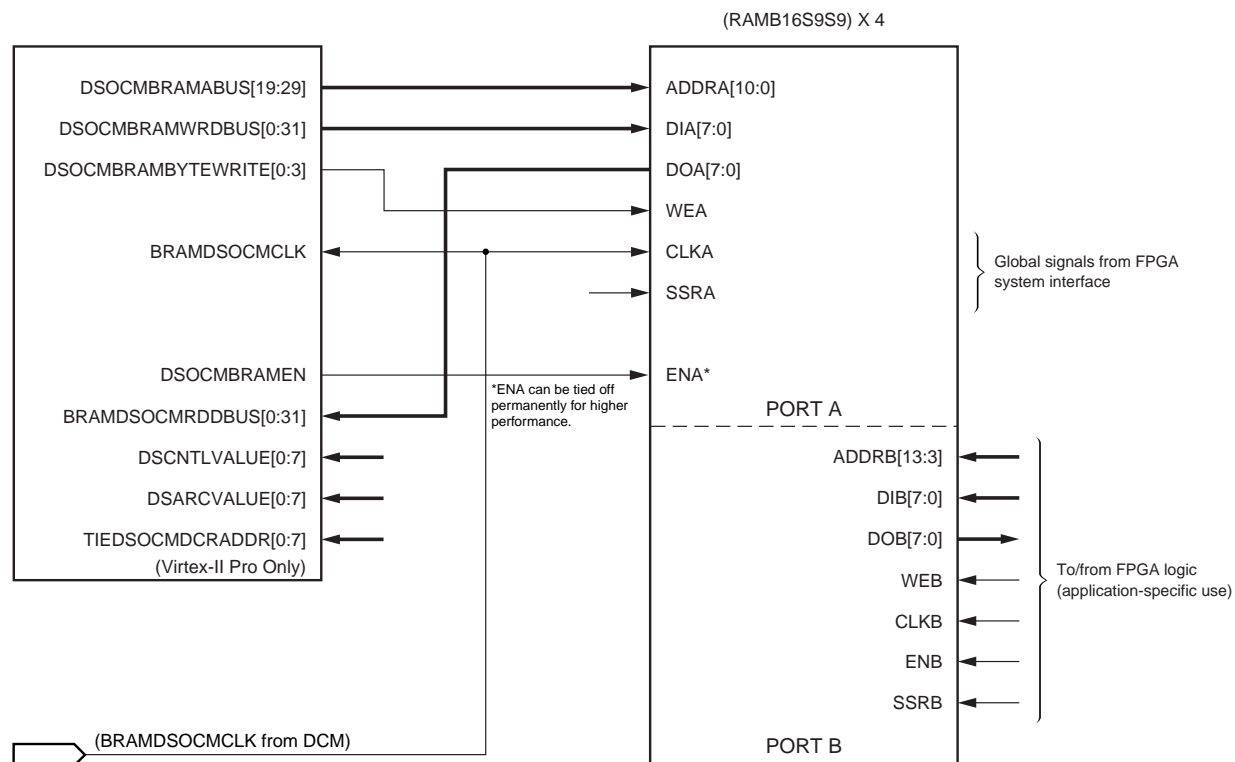 (RAMB16S9S9) X 4
DSOCMBRAMABUS[19:29]
DSOCMBRAMWRDBUS[0:31]
DSOCMBRAMBYTEWRITE[0:3]
BRAMDSOCMCLK
DSOCMBRAMEN
BRAMDSOCMRDDBUS[0:31]
DSCNTLVALUE[0:7]
DSARCVALUE[0:7]
TIEDSOCMDCRADDR[0:7]
(Virtex-II Pro Only)
*ENA can be tied off
permanently for higher
performance.
ADDRA[10:0]
DIA[7:0]
DOA[7:0]
WEA
CLKA
SSRA
ENA*
PORT A
Global signals from FPGA
system interface
ADDRB[13:3]
DIB[7:0]
DOB[7:0]
WEB
CLKB
ENB
SSRB
PORT B
To/from FPGA logic
(application-specific use)
(BRAMDSOCMCLK from DCM)